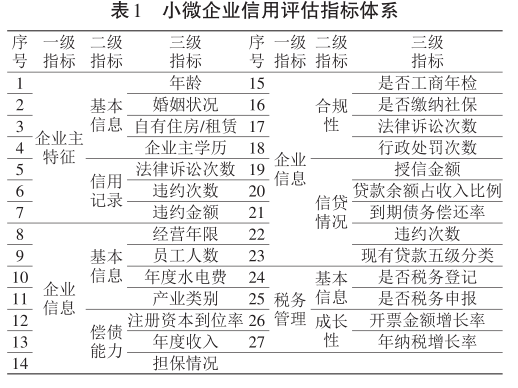 表1 小微企业信用评估指标体系
序号 一级指标 二级指标 三级指标 序号 一级指标 二级指标 三级指标
1 企业主特征 基本信息 年龄 15 企业信息 合规性 是否工商年检
2 婚姻状况 16 是否缴纳社保
3 自有住房/租赁 17 法律诉讼次数
4 企业主学历 18 行政处罚次数
5 信用记录 法律诉讼次数 19 信贷情况 授信金额
6 违约次数 20 贷款余额占收入比例
7 违约金额 21 到期债务偿还率
8 企业信息 基本信息 经营年限 22 违约次数
9 员工人数 23 现有贷款五级分类
10 年度水电费 24 税务管理 基本信息 是否税务登记
11 产业类别 25 是否税务申报
12 偿债能力 注册资本到位率 26 成长性 开票金额增长率
13 年度收入 27 年纳税增长率
14 担保情况